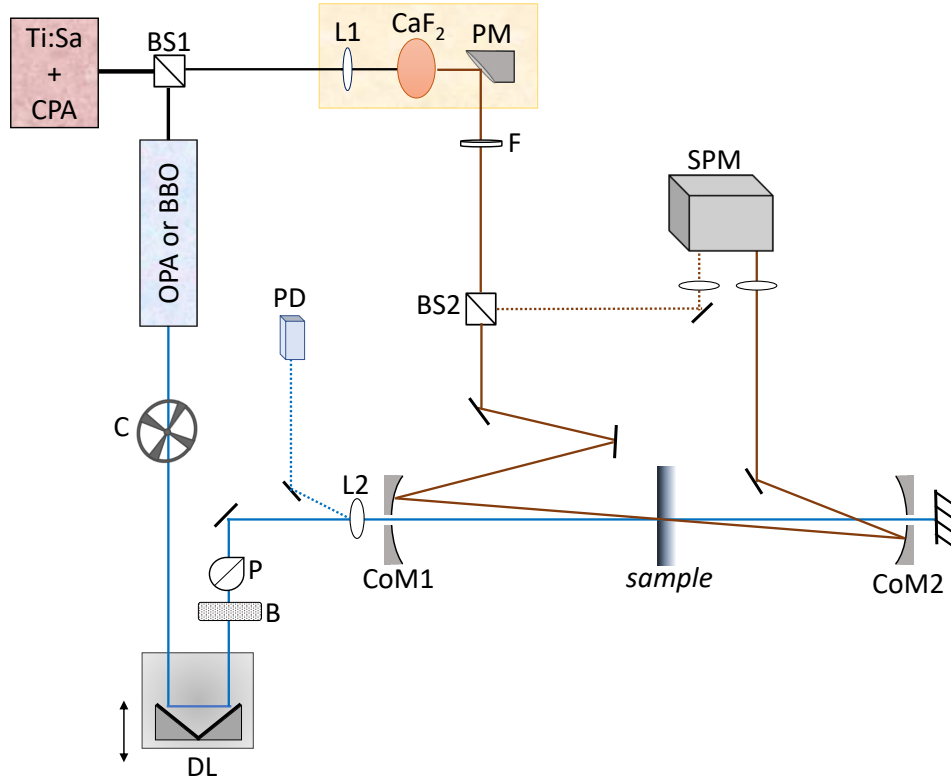 Ti:Sa
+
CPA
BS1
L1
CaF₂
PM
F
OPA or BBO
SPM
PD
BS2
C
L2
P
B
CoM1
sample
CoM2
DL